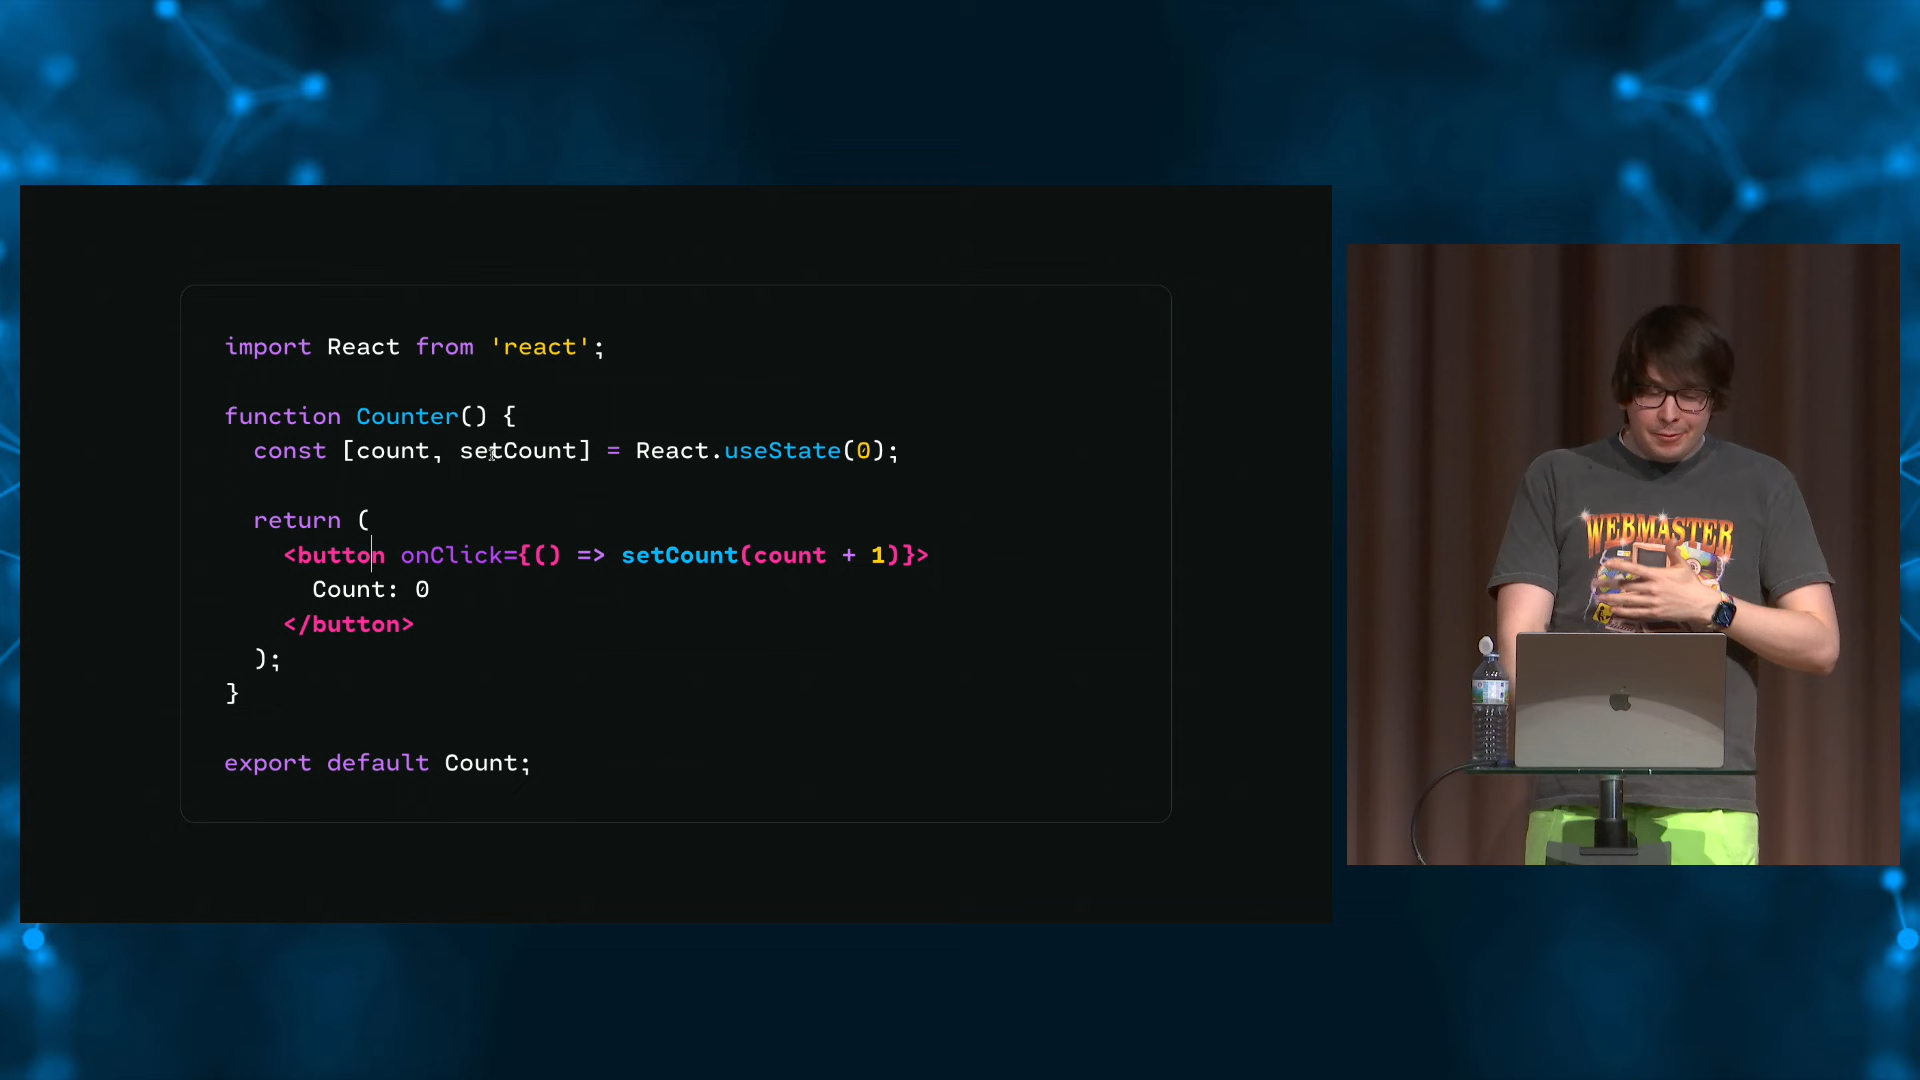 import React from 'react';
function Counter() {
const [count, setCount] = React.useState(0);
return (
<button onClick={() => setCount(count + 1)}>
Count: 0
</button>
);
}
export default Count;
WEBMASTER